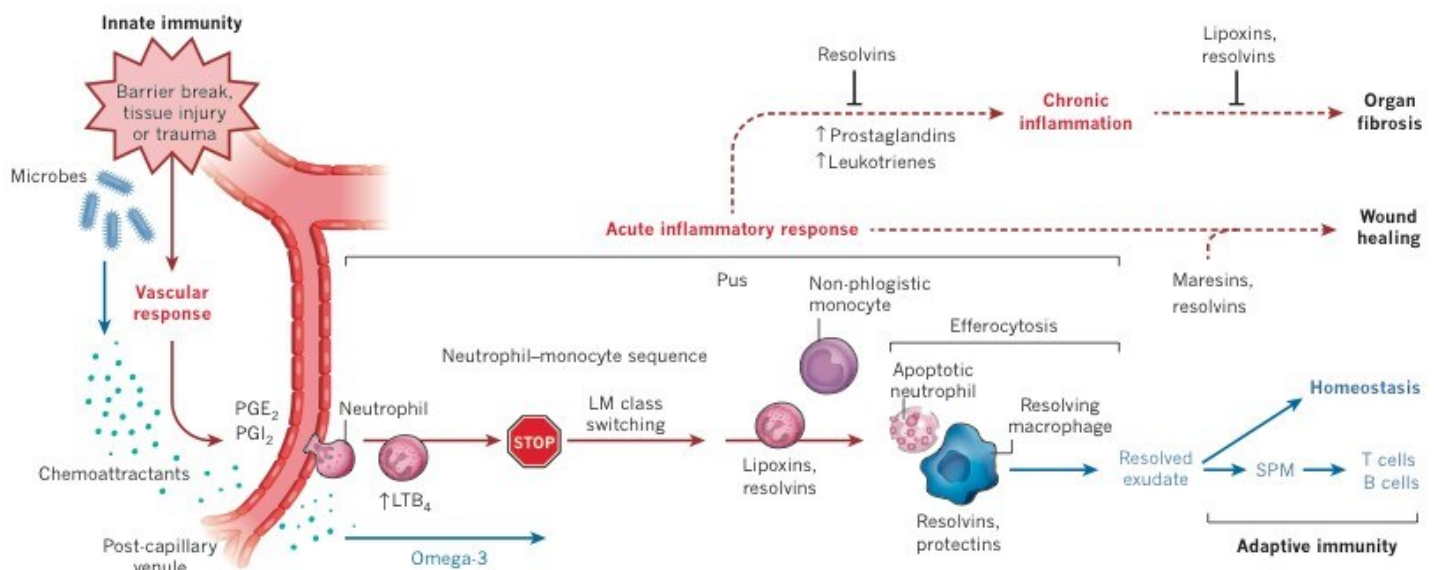 Innate immunity
Barrier break,
tissue injury
or trauma
Microbes
Vascular
response
Chemoattractants
PGE₂
PGI₂
Post-capillary
venule
Resolvins
↑Prostaglandins
↑Leukotrienes
Chronic
inflammation
Lipoxins,
resolvins
Organ
fibrosis
Acute inflammatory response
Wound
healing
Maresins,
resolvins
Pus
Non-phlogistic
monocyte
Efferocytosis
Neutrophil–monocyte sequence
Neutrophil
↑LTB₄
STOP
LM class
switching
Lipoxins,
resolvins
Apoptotic
neutrophil
Resolving
macrophage
Resolvins,
protectins
Omega-3
Resolved
exudate
Homeostasis
SPM
T cells
B cells
Adaptive immunity